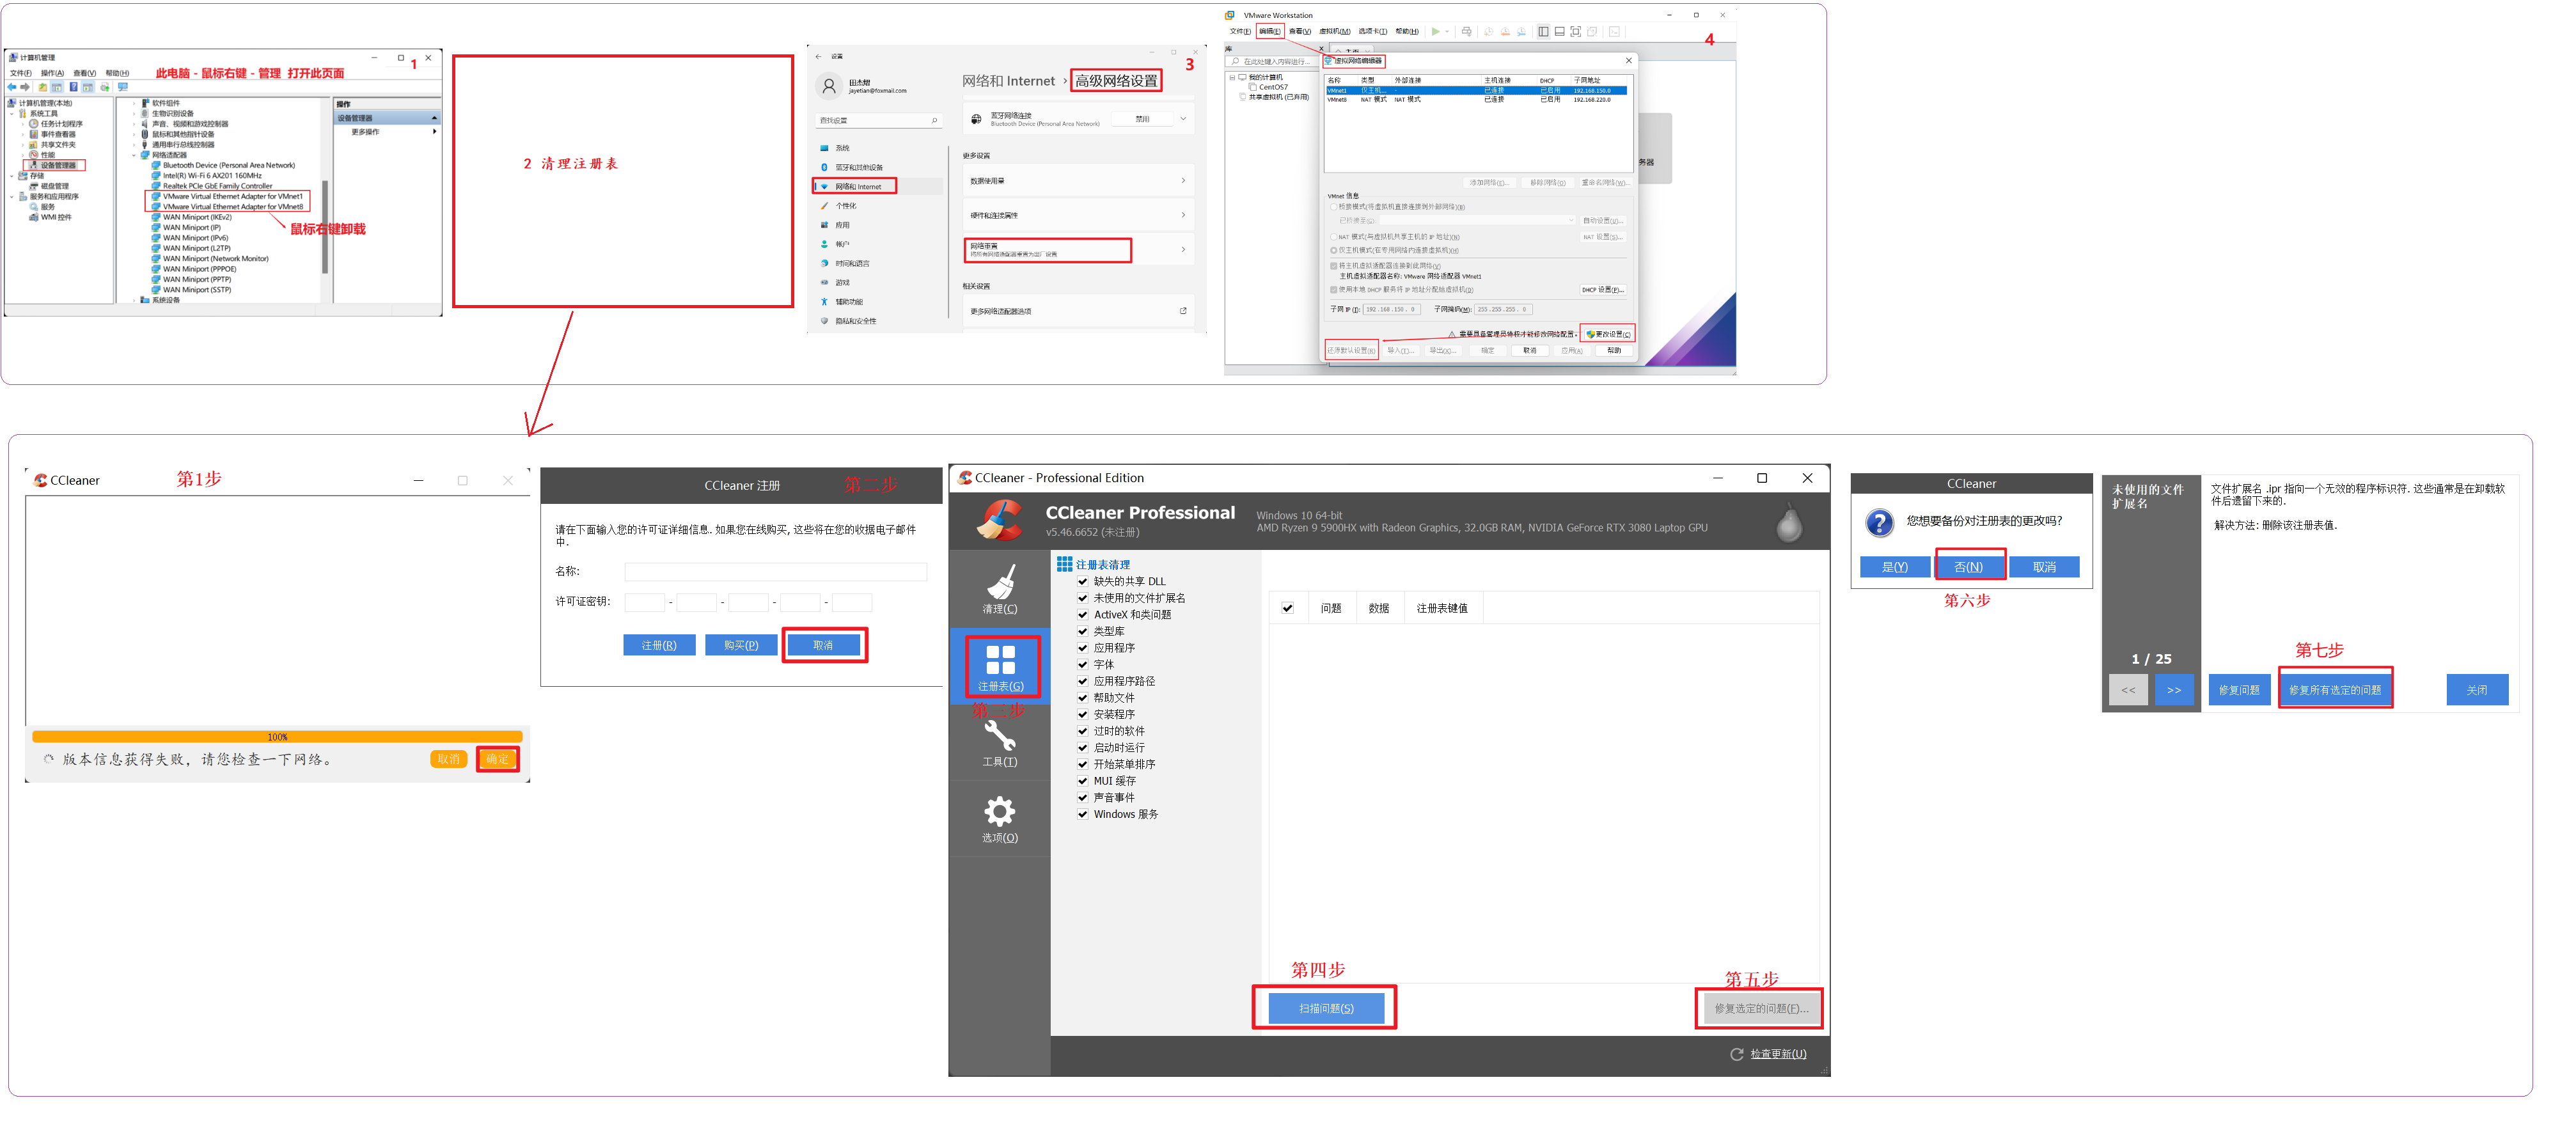 计算机管理
1
文件(F) 操作(A) 查看(V) 帮助(H)
此电脑 - 鼠标右键 - 管理 打开此页面
计算机管理(本地)
系统工具
任务计划程序
事件查看器
共享文件夹
性能
设备管理器
存储
磁盘管理
服务和应用程序
服务
WMI 控件
软件组件
生物识别设备
声音、视频和游戏控制器
鼠标和其他指针设备
通用串行总线控制器
网络适配器
Bluetooth Device (Personal Area Network)
Intel(R) Wi-Fi 6 AX201 160MHz
Realtek PCIe GbE Family Controller
VMware Virtual Ethernet Adapter for VMnet1
VMware Virtual Ethernet Adapter for VMnet8
WAN Miniport (IKEv2)
WAN Miniport (IP)
WAN Miniport (IPv6)
WAN Miniport (L2TP)
WAN Miniport (Network Monitor)
WAN Miniport (PPPOE)
WAN Miniport (PPTP)
WAN Miniport (SSTP)
系统设备
鼠标右键卸载
操作
设备管理器
更多操作
2 清理注册表
设置
3
田杰熠
jayetian@foxmail.com
查找设置
系统
蓝牙和其他设备
网络和 Internet
个性化
应用
帐户
时间和语言
游戏
辅助功能
隐私和安全性
网络和 Internet › 高级网络设置
蓝牙网络连接
Bluetooth Device (Personal Area Network)
禁用
更多设置
数据使用量
硬件和连接属性
网络重置
将所有网络适配器重置为出厂设置
相关设置
更多网络适配器选项
VMware Workstation
文件(F) 编辑(E) 查看(V) 虚拟机(M) 选项卡(T) 帮助(H)
4
库
在此处键入内容进行...
我的计算机
CentOS7
共享虚拟机 (已弃用)
主页
务器
虚拟网络编辑器
名称 类型 外部连接 主机连接 DHCP 子网地址
VMnet1 仅主机... - 已连接 已启用 192.168.150.0
VMnet8 NAT 模式 NAT 模式 已连接 已启用 192.168.220.0
添加网络(E)... 移除网络(O) 重命名网络(W)...
VMnet 信息
桥接模式(将虚拟机直接连接到外部网络)(B)
已桥接至(G): 自动设置(U)...
NAT 模式(与虚拟机共享主机的 IP 地址)(N) NAT 设置(S)...
仅主机模式(在专用网络内连接虚拟机)(H)
将主机虚拟适配器连接到此网络(V)
主机虚拟适配器名称: VMware 网络适配器 VMnet1
使用本地 DHCP 服务将 IP 地址分配给虚拟机(D) DHCP 设置(P)...
子网 IP (I): 192.168.150. 0 子网掩码(M): 255.255.255. 0
需要具备管理员特权才能修改网络配置。 更改设置(C)
还原默认设置(R) 导入(T)... 导出(X)... 确定 取消 应用(A) 帮助
CCleaner
第1步
100%
版本信息获得失败，请您检查一下网络。
取消 确定
CCleaner 注册
第二步
请在下面输入您的许可证详细信息. 如果您在线购买, 这些将在您的收据电子邮件
中.
名称:
许可证密钥: - - - -
注册(R) 购买(P) 取消
CCleaner - Professional Edition
CCleaner Professional
v5.46.6652 (未注册)
Windows 10 64-bit
AMD Ryzen 9 5900HX with Radeon Graphics, 32.0GB RAM, NVIDIA GeForce RTX 3080 Laptop GPU
清理(C)
注册表(G)
第三步
工具(T)
选项(O)
注册表清理
缺失的共享 DLL
未使用的文件扩展名
ActiveX 和类问题
类型库
应用程序
字体
应用程序路径
帮助文件
安装程序
过时的软件
启动时运行
开始菜单排序
MUI 缓存
声音事件
Windows 服务
问题 数据 注册表键值
第四步
扫描问题(S)
第五步
修复选定的问题(F)...
检查更新(U)
CCleaner
您想要备份对注册表的更改吗?
是(Y) 否(N) 取消
第六步
未使用的文件
扩展名
文件扩展名 .ipr 指向一个无效的程序标识符. 这些通常是在卸载软
件后遗留下来的.
解决方法: 删除该注册表值.
1 / 25
第七步
<< >> 修复问题 修复所有选定的问题 关闭